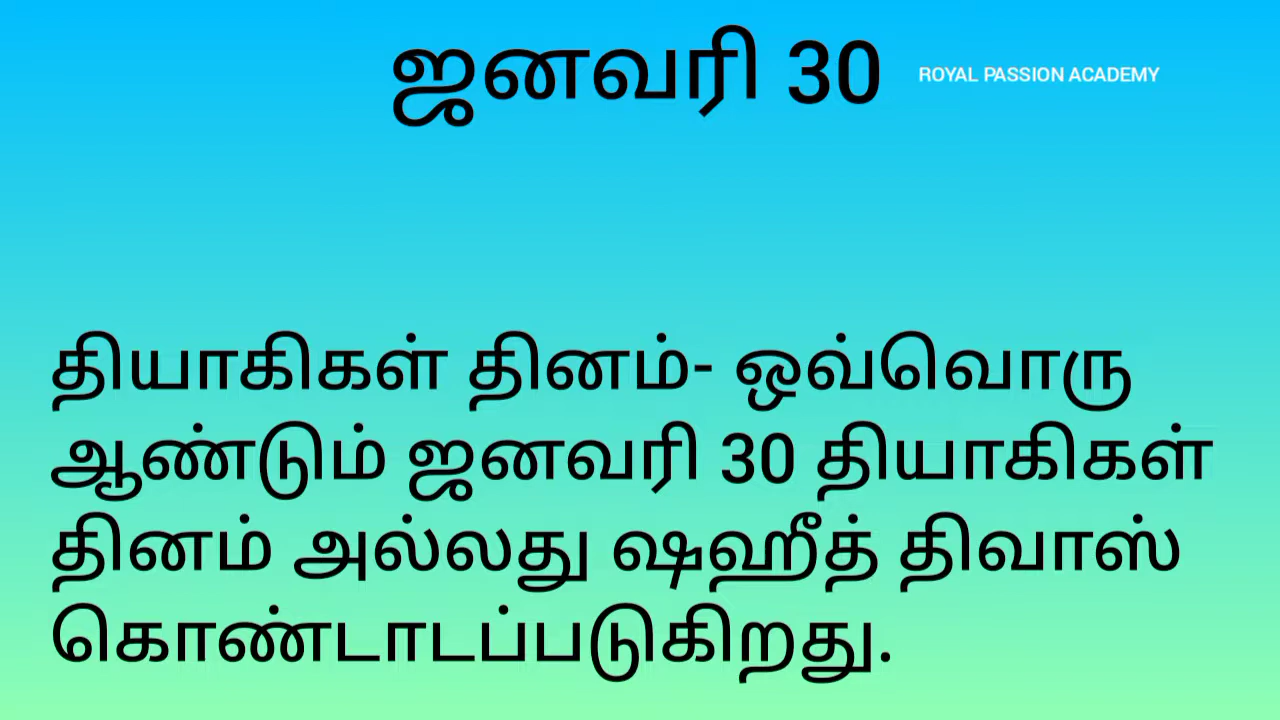 ஜனவரி 30
ROYAL PASSION ACADEMY
தியாகிகள் தினம்- ஒவ்வொரு
ஆண்டும் ஜனவரி 30 தியாகிகள்
தினம் அல்லது ஷஹீத் திவாஸ்
கொண்டாடப்படுகிறது.